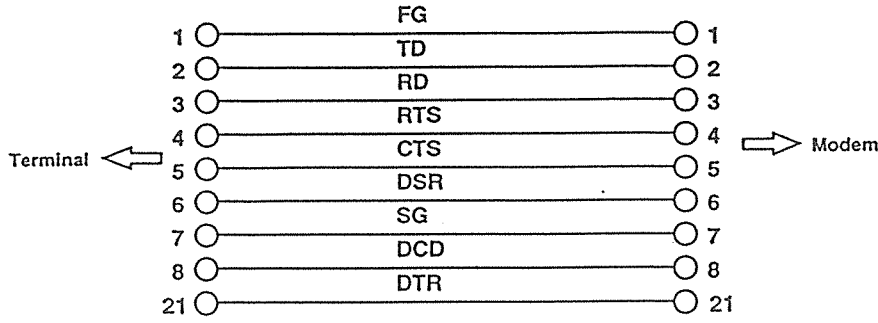 FG
1 1
TD
2 2
RD
3 3
RTS
4 4
Terminal Modem
CTS
5 5
DSR
6 6
SG
7 7
DCD
8 8
DTR
21 21